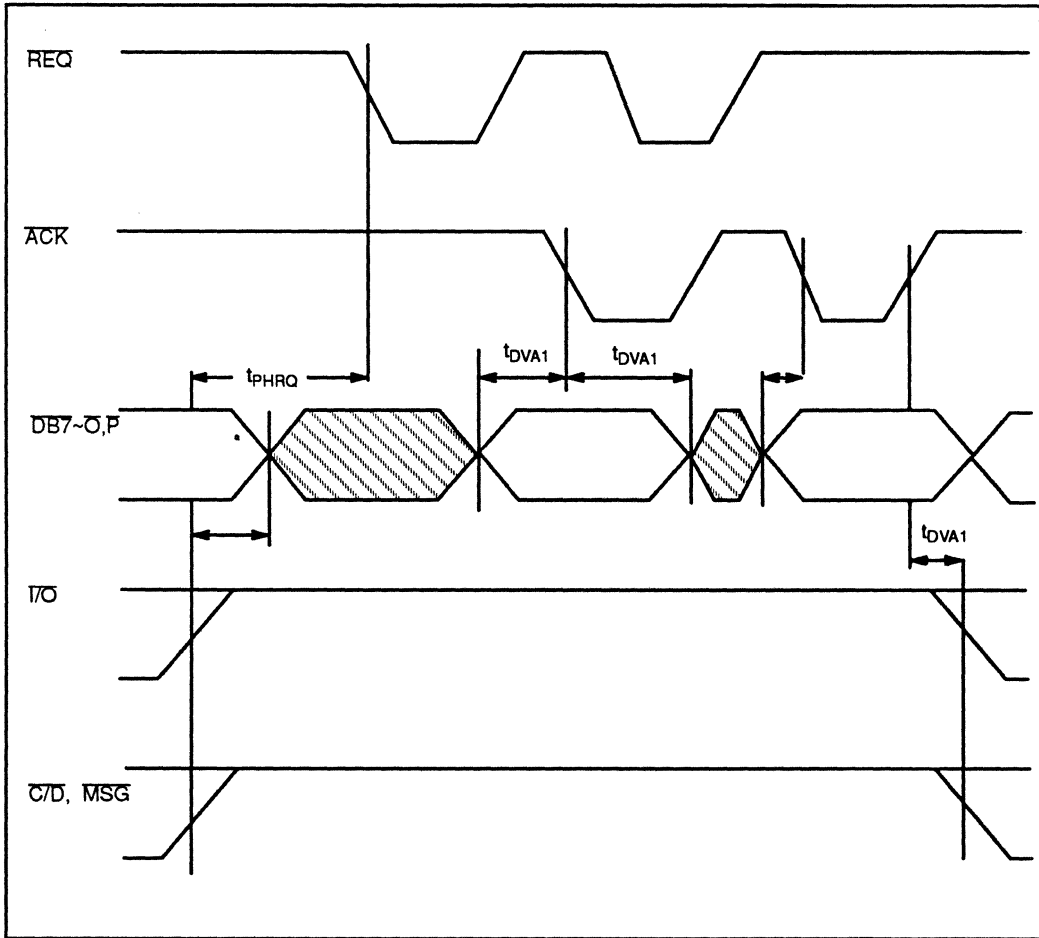 REQ
ACK
tDVA1 tDVA1
tPHRQ
DB7~O,P
tDVA1
I/O
C/D, MSG